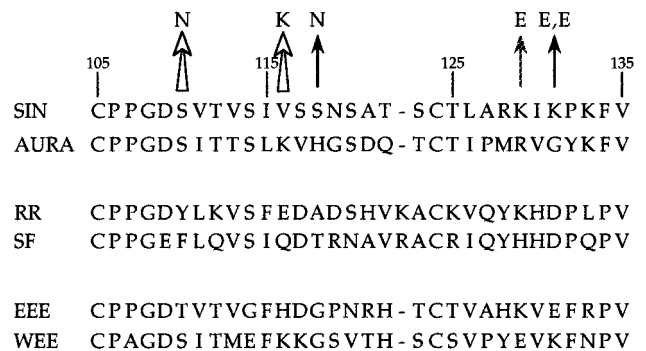 N K N E E,E
105 115 125 135
SIN CPPGDSVTVSIVSSNSAT-SCTLARKIKPKFV
AURA CPPGDSITTSLKVHGSDQ-TCTIPMRVGYKFV
RR CPPGDYLKVSFEDADSHVKACKVQYKHDPLPV
SF CPPGEFLQVSIQDTRNAVRACRIQYHHDPQPV
EEE CPPGDTVTVGFHDGPNRH-TCTVAHKVEFRPV
WEE CPAGDSITMEFKKGSVTH-SCSVPYEVKFNPV